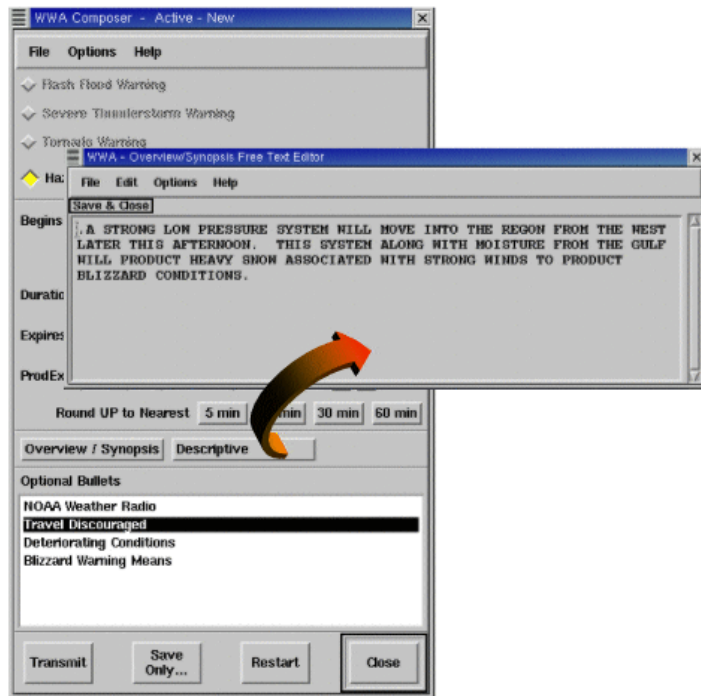 WWA Composer - Active - New
File Options Help
Flash Flood Warning
Severe Thunderstorm Warning
Tornado Warning
Haz
WWA - Overview/Synopsis Free Text Editor
File Edit Options Help
Save & Close
.A STRONG LOW PRESSURE SYSTEM WILL MOVE INTO THE REGON FROM THE WEST
LATER THIS AFTERNOON. THIS SYSTEM ALONG WITH MOISTURE FROM THE GULF
WILL PRODUCT HEAVY SNOW ASSOCIATED WITH STRONG WINDS TO PRODUCT
BLIZZARD CONDITIONS.
Begins
Duratio
Expires
ProdEx
Round UP to Nearest 5 min min 30 min 60 min
Overview / Synopsis Descriptive
Optional Bullets
NOAA Weather Radio
Travel Discouraged
Deteriorating Conditions
Blizzard Warning Means
Transmit Save Only... Restart Close